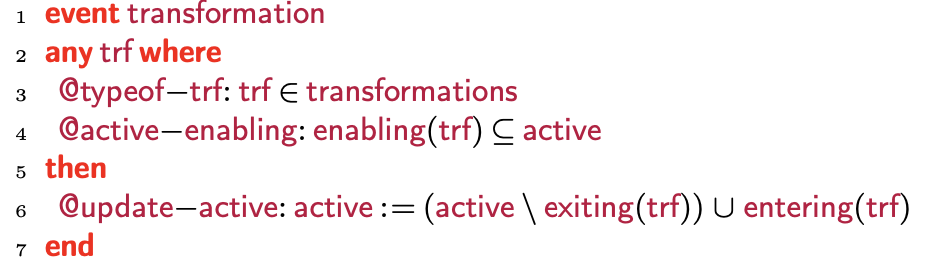 1 event transformation
2 any trf where
3 @typeof−trf: trf ∈ transformations
4 @active−enabling: enabling(trf) ⊆ active
5 then
6 @update−active: active := (active \ exiting(trf)) ∪ entering(trf)
7 end